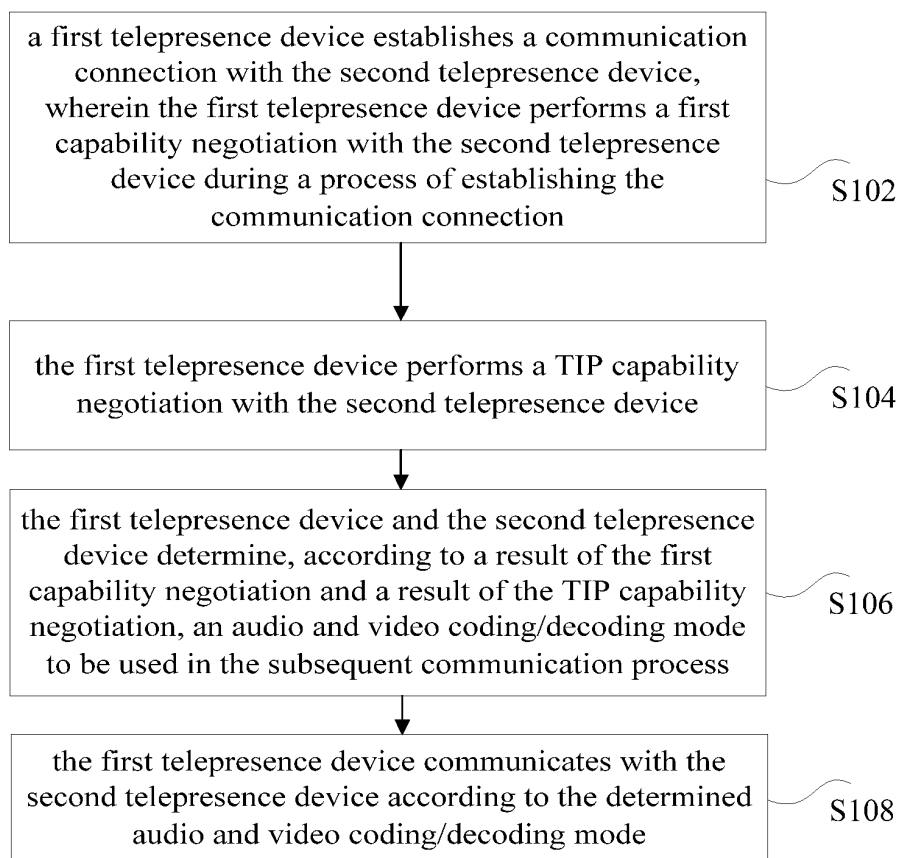 a first telepresence device establishes a communication
connection with the second telepresence device,
wherein the first telepresence device performs a first
capability negotiation with the second telepresence
device during a process of establishing the
communication connection
S102
the first telepresence device performs a TIP capability
negotiation with the second telepresence device
S104
the first telepresence device and the second telepresence
device determine, according to a result of the first
capability negotiation and a result of the TIP capability
negotiation, an audio and video coding/decoding mode
to be used in the subsequent communication process
S106
the first telepresence device communicates with the
second telepresence device according to the determined
audio and video coding/decoding mode
S108